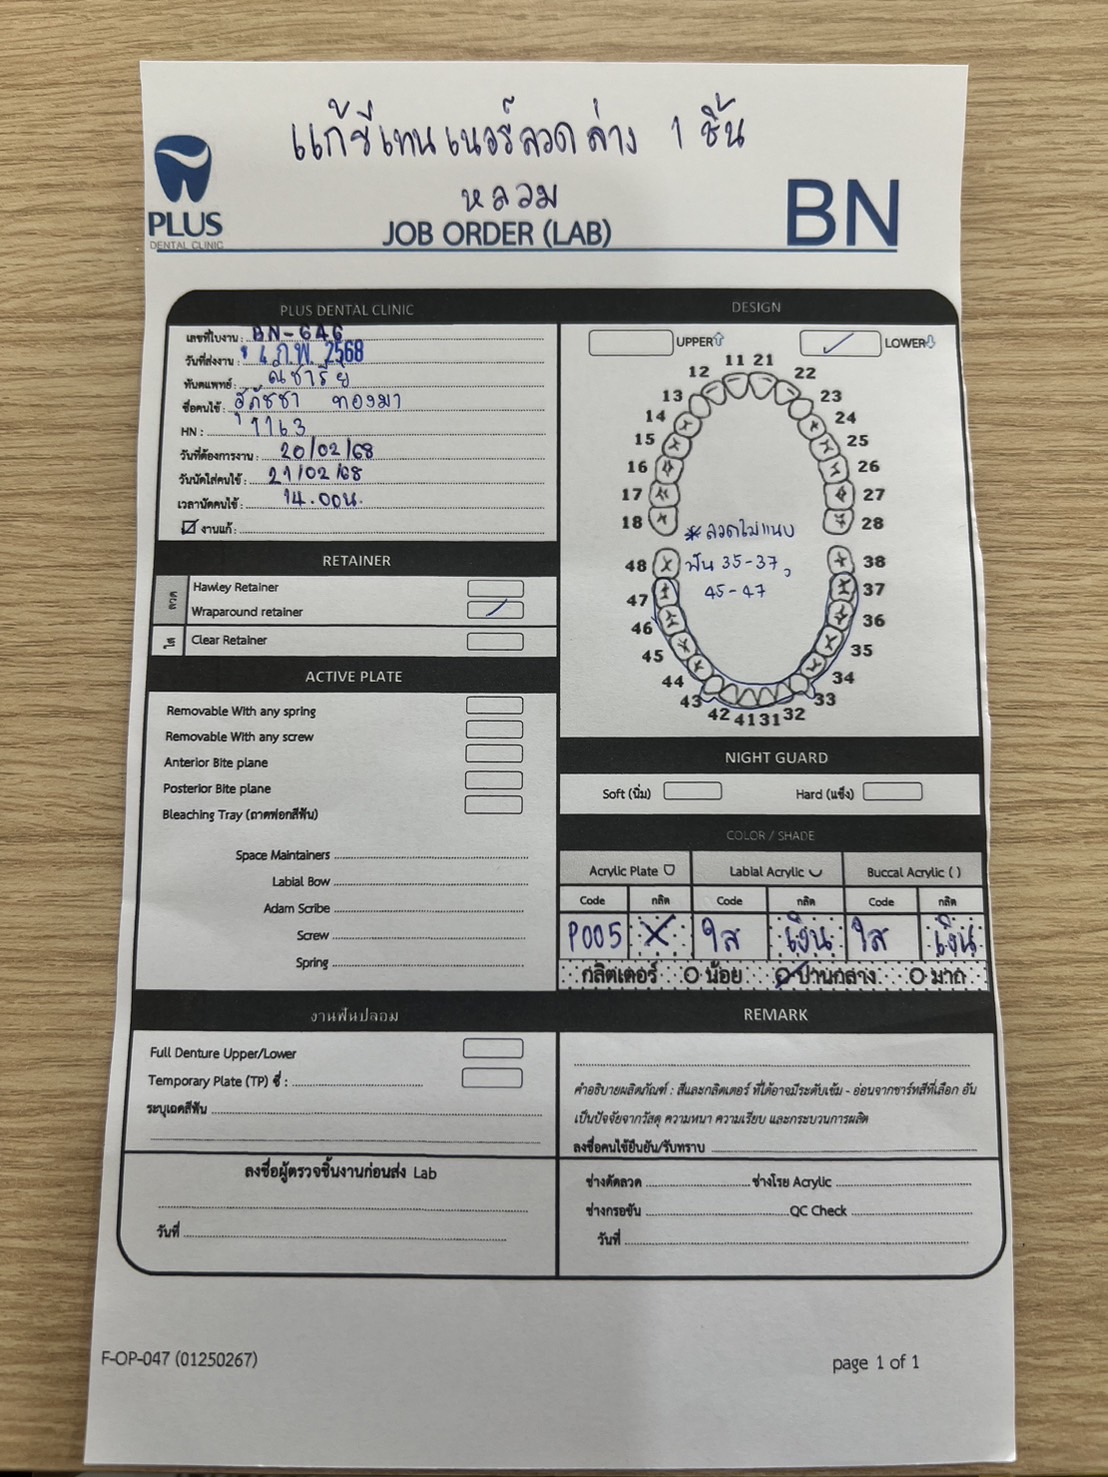 แก้รีเทนเนอร์ลวดล่าง 1 ชิ้น
หลวม
PLUS
DENTAL CLINIC
JOB ORDER (LAB)
BN
PLUS DENTAL CLINIC
เลขที่ใบงาน : BN-646
วันที่ส่งงาน : 4 ก.พ. 2568
ทันตแพทย์ : ณิชารีย์
ชื่อคนไข้ : ฐภัชชา ทองมา
HN : 1163
วันที่ต้องการงาน : 20/02/68
วันนัดใส่คนไข้ : 21/02/68
เวลานัดคนไข้ : 14.00น.
☑ งานแก้ :
RETAINER
ลวด
Hawley Retainer
Wraparound retainer ✓
ใส
Clear Retainer
ACTIVE PLATE
Removable With any spring
Removable With any screw
Anterior Bite plane
Posterior Bite plane
Bleaching Tray (ถาดฟอกสีฟัน)
Space Maintainers
Labial Bow
Adam Scribe
Screw
Spring
งานฟันปลอม
Full Denture Upper/Lower
Temporary Plate (TP) ซี่ :
ระบุเฉดสีฟัน
ลงชื่อผู้ตรวจชิ้นงานก่อนส่ง Lab
วันที่
DESIGN
UPPER ✓ LOWER
11 21
12 22
13 23
14 24
15 25
16 26
17 27
18 28
*ลวดไม่แนบ
ฟัน 35-37,
45-47
48 38
47 37
46 36
45 35
44 34
43 33
42 41 31 32
NIGHT GUARD
Soft (นิ่ม) Hard (แข็ง)
COLOR / SHADE
Acrylic Plate Labial Acrylic Buccal Acrylic ( )
Code กลิต Code กลิต Code กลิต
P005 X ใส เงิน ใส เงิน
กลิตเตอร์ O น้อย O ปานกลาง O มาก
REMARK
คำอธิบายผลิตภัณฑ์ : สีและกลิตเตอร์ ที่ได้อาจมีระดับเข้ม - อ่อนจากชาร์ทสีที่เลือก อัน
เป็นปัจจัยจากวัสดุ ความหนา ความเรียบ และกระบวนการผลิต
ลงชื่อคนไข้ยืนยัน/รับทราบ
ช่างดัดลวด ช่างโรย Acrylic
ช่างกรอขัน QC Check
วันที่
F-OP-047 (01250267)
page 1 of 1